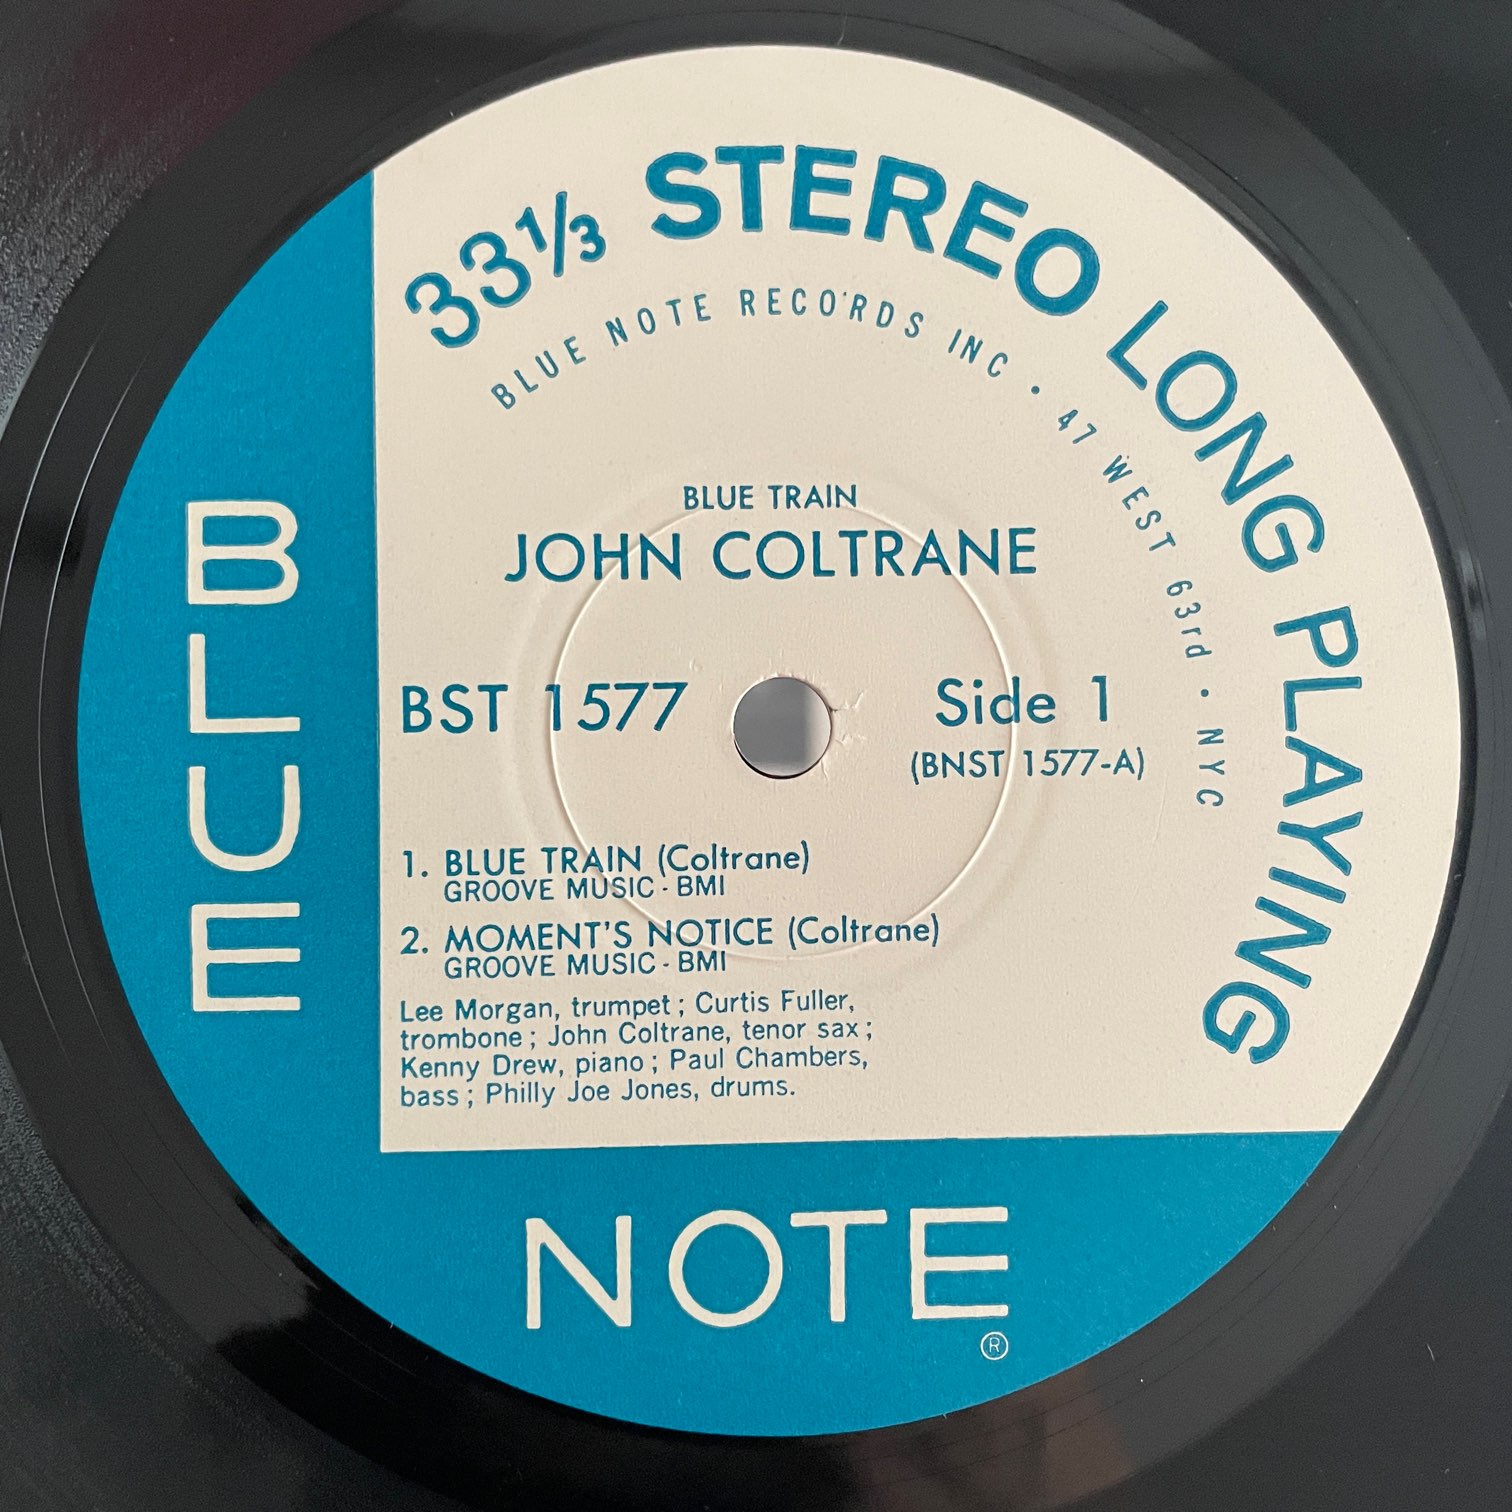 33⅓ STEREO LONG PLAYING
BLUE NOTE RECORDS INC · 47 WEST 63rd · NYC
BLUE TRAIN
JOHN COLTRANE
BST 1577
Side 1
(BNST 1577-A)
1. BLUE TRAIN (Coltrane)
GROOVE MUSIC · BMI
2. MOMENT'S NOTICE (Coltrane)
GROOVE MUSIC · BMI
Lee Morgan, trumpet; Curtis Fuller,
trombone; John Coltrane, tenor sax;
Kenny Drew, piano; Paul Chambers,
bass; Philly Joe Jones, drums.
BLUE
NOTE
®